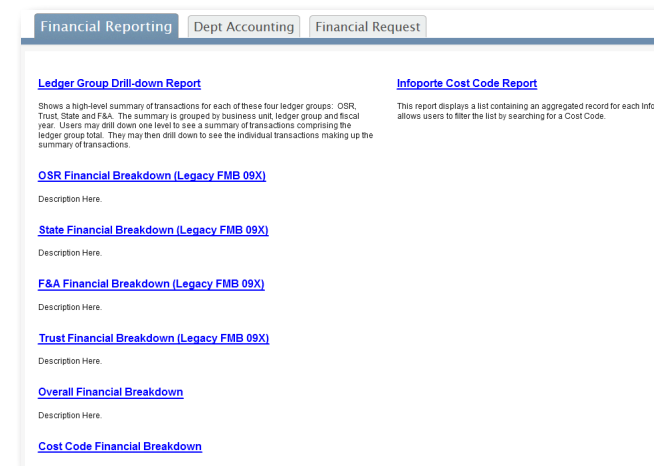 Financial Reporting
Dept Accounting
Financial Request
Ledger Group Drill-down Report
Shows a high-level summary of transactions for each of these four ledger groups: OSR,
Trust, State and F&A. The summary is grouped by business unit, ledger group and fiscal
year. Users may drill down one level to see a summary of transactions comprising the
ledger group total. They may then drill down to see the individual transactions making up the
summary of transactions.
OSR Financial Breakdown (Legacy FMB 09X)
Description Here.
State Financial Breakdown (Legacy FMB 09X)
Description Here.
F&A Financial Breakdown (Legacy FMB 09X)
Description Here.
Trust Financial Breakdown (Legacy FMB 09X)
Description Here.
Overall Financial Breakdown
Description Here.
Cost Code Financial Breakdown
Infoporte Cost Code Report
This report displays a list containing an aggregated record for each Info
allows users to filter the list by searching for a Cost Code.